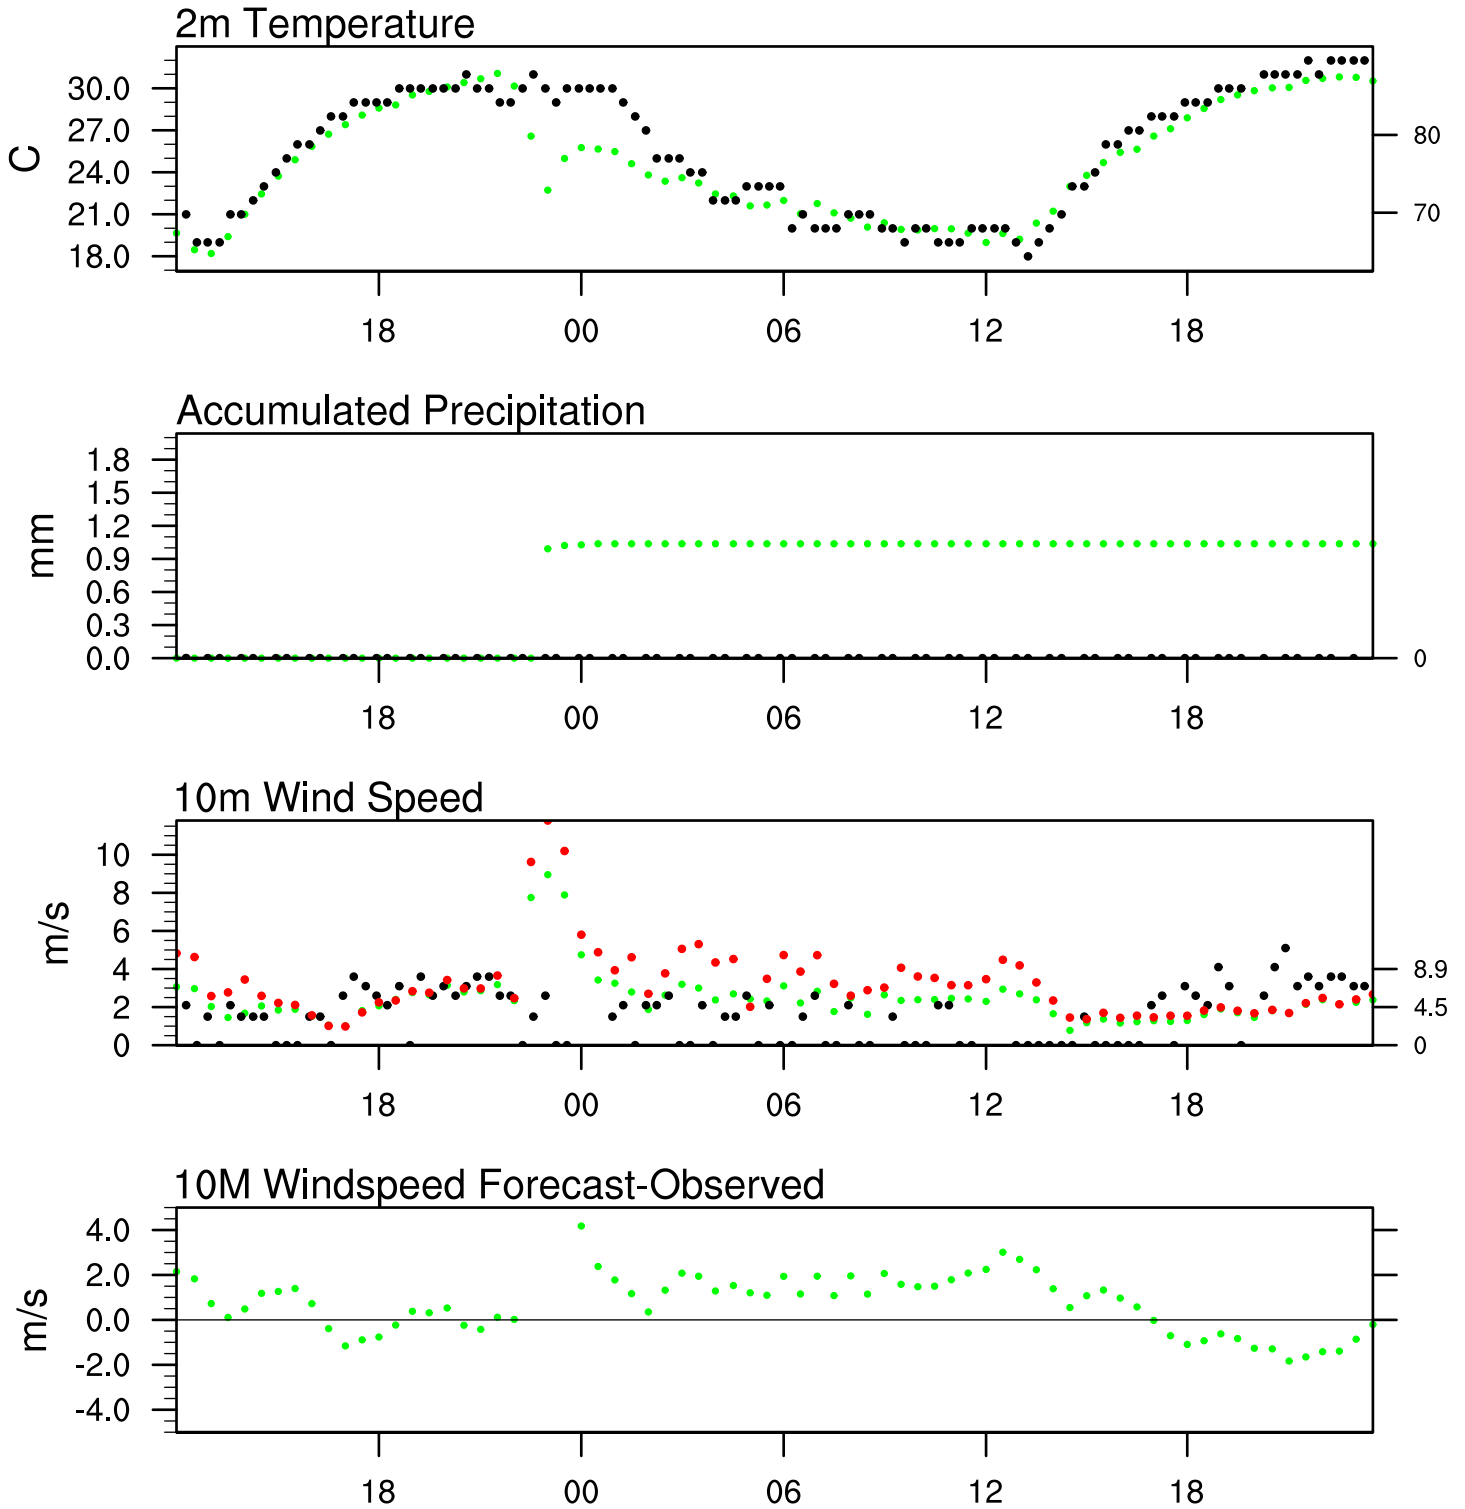 2m Temperature
30.0
27.0
24.0
21.0
18.0
C
80
70
18 00 06 12 18
Accumulated Precipitation
1.8
1.5
1.2
0.9
0.6
0.3
0.0
mm
0
18 00 06 12 18
10m Wind Speed
10
8
6
4
2
0
m/s
8.9
4.5
0
18 00 06 12 18
10M Windspeed Forecast-Observed
4.0
2.0
0.0
-2.0
-4.0
m/s
18 00 06 12 18